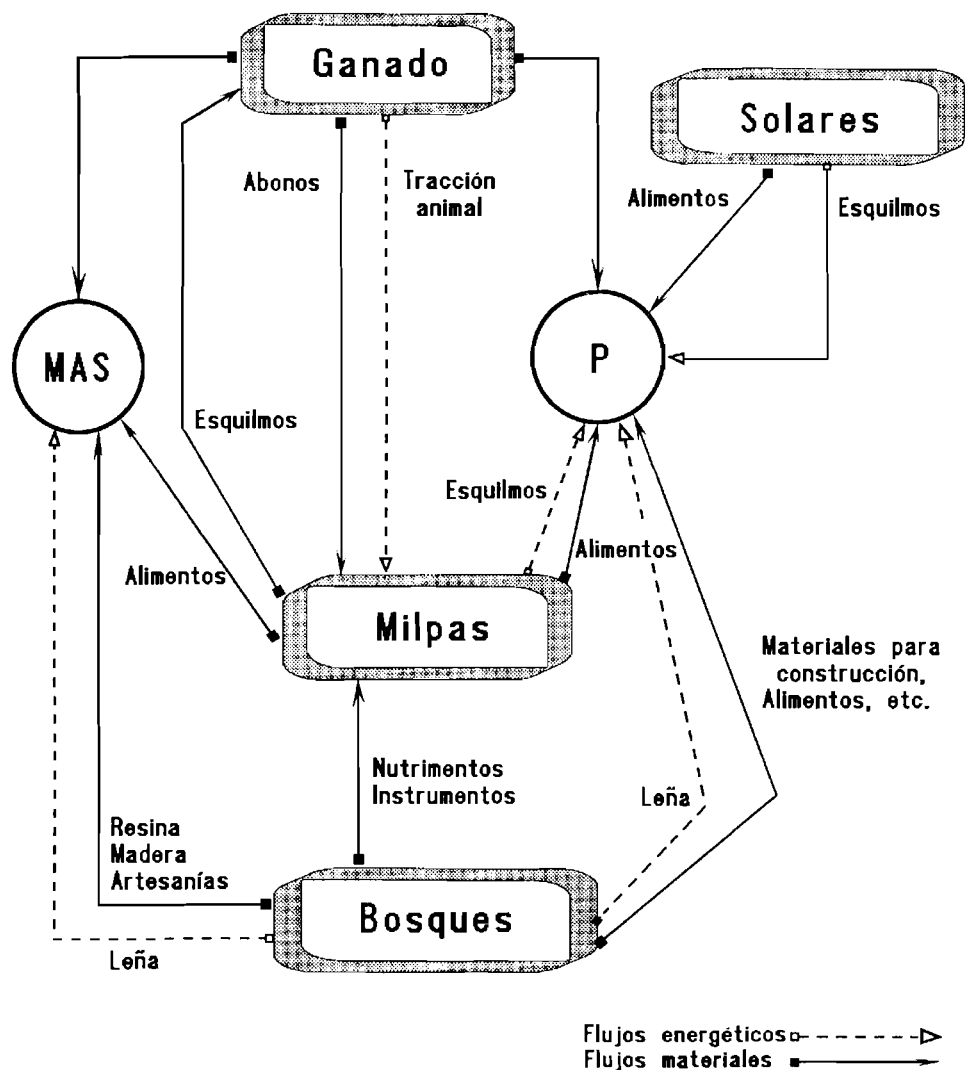 Ganado
Solares
Abonos
Tracción
animal
Alimentos
Esquilmos
MAS
P
Esquilmos
Esquilmos
Alimentos
Alimentos
Milpas
Materiales para
construcción,
Alimentos, etc.
Nutrimentos
Instrumentos
Leña
Resina
Madera
Artesanías
Bosques
Leña
Flujos energéticos
Flujos materiales